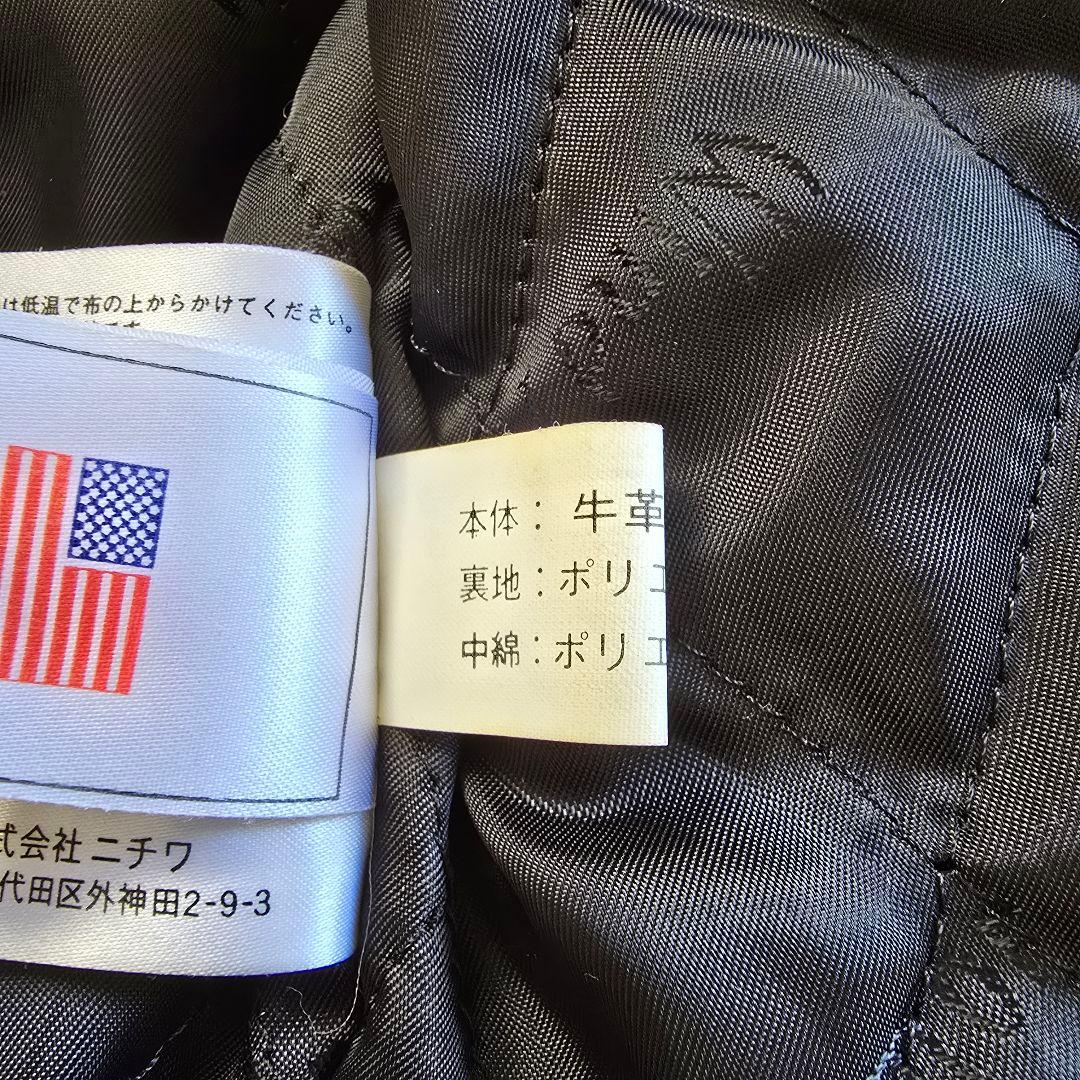 は低温で布の上からかけてください。
本体： 牛革
裏地：ポリエ
中綿：ポリエ
式会社 ニチワ
代田区外神田2-9-3